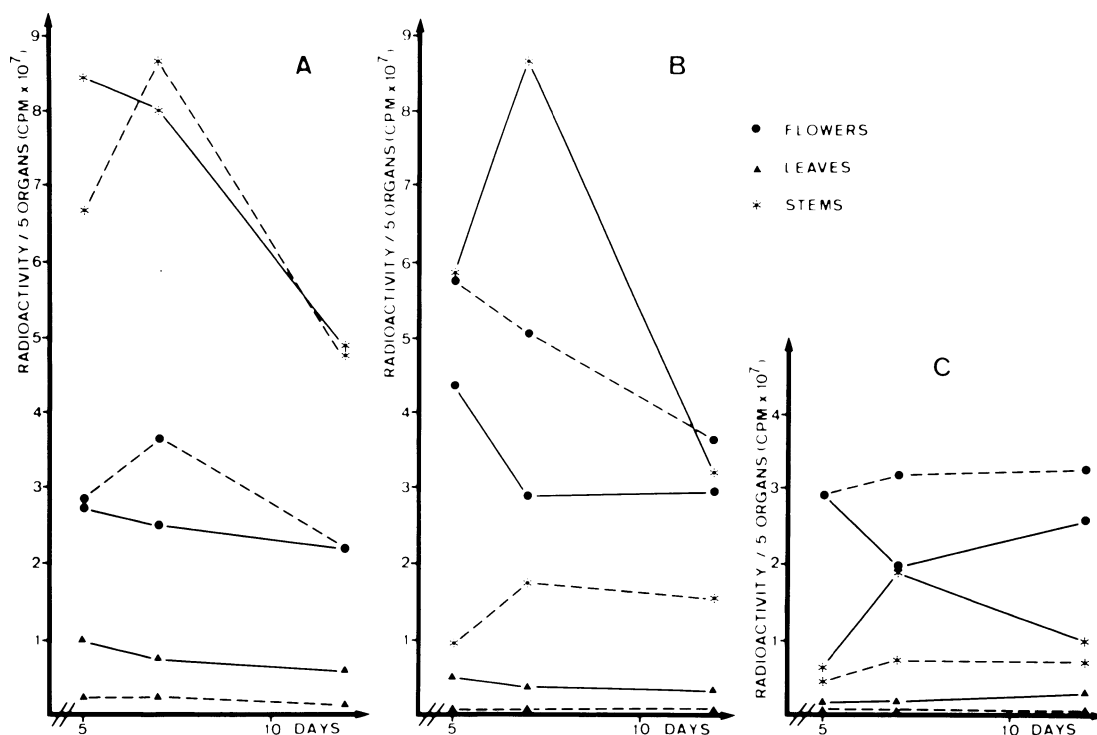 A
B
C
FLOWERS
LEAVES
STEMS
RADIOACTIVITY / 5 ORGANS (CPM x 10⁷)
9
8
7
6
5
4
3
2
1
5
10
DAYS
RADIOACTIVITY / 5 ORGANS (CPM x 10⁷)
9
8
7
6
5
4
3
2
1
5
10
DAYS
RADIOACTIVITY / 5 ORGANS (CPM x 10⁷)
4
3
2
1
5
10
DAYS